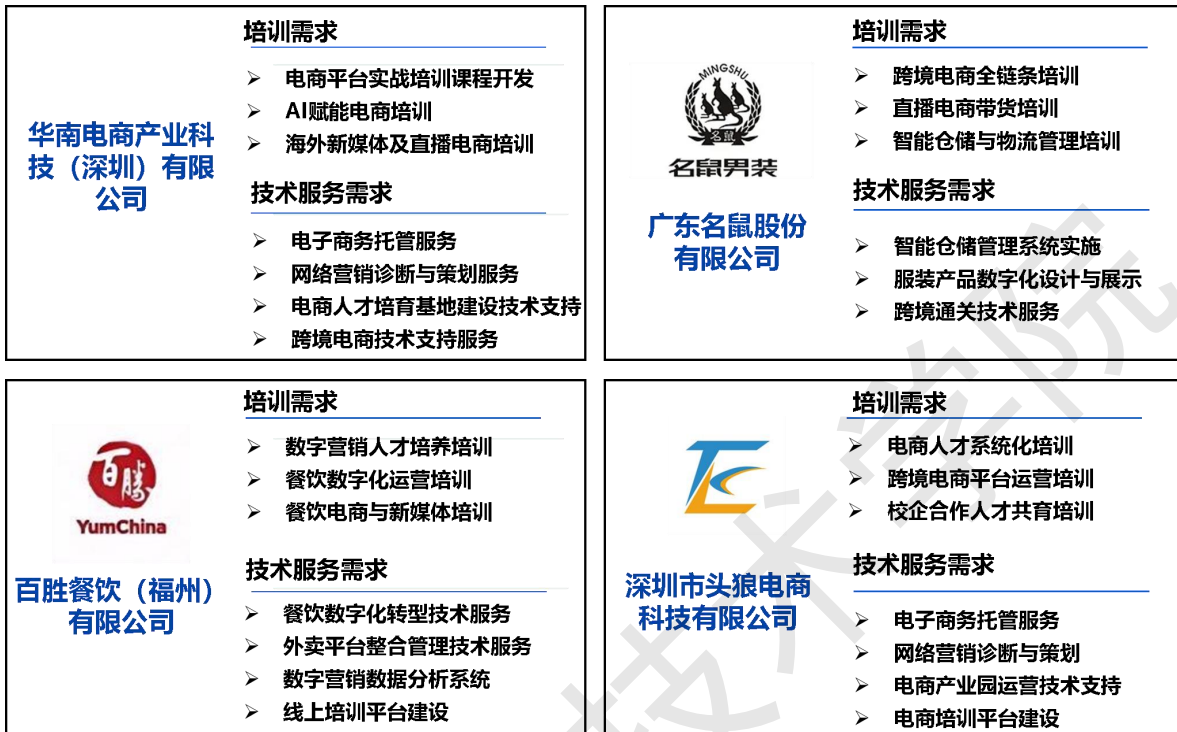 华南电商产业科
技（深圳）有限
公司
培训需求
➢ 电商平台实战培训课程开发
➢ AI赋能电商培训
➢ 海外新媒体及直播电商培训
技术服务需求
➢ 电子商务托管服务
➢ 网络营销诊断与策划服务
➢ 电商人才培育基地建设技术支持
➢ 跨境电商技术支持服务
MINGSHU
名鼠
名鼠男装
广东名鼠股份
有限公司
培训需求
➢ 跨境电商全链条培训
➢ 直播电商带货培训
➢ 智能仓储与物流管理培训
技术服务需求
➢ 智能仓储管理系统实施
➢ 服装产品数字化设计与展示
➢ 跨境通关技术服务
百胜
YumChina
百胜餐饮（福州）
有限公司
培训需求
➢ 数字营销人才培养培训
➢ 餐饮数字化运营培训
➢ 餐饮电商与新媒体培训
技术服务需求
➢ 餐饮数字化转型技术服务
➢ 外卖平台整合管理技术服务
➢ 数字营销数据分析系统
➢ 线上培训平台建设
深圳市头狼电商
科技有限公司
培训需求
➢ 电商人才系统化培训
➢ 跨境电商平台运营培训
➢ 校企合作人才共育培训
技术服务需求
➢ 电子商务托管服务
➢ 网络营销诊断与策划
➢ 电商产业园运营技术支持
➢ 电商培训平台建设
技术学院